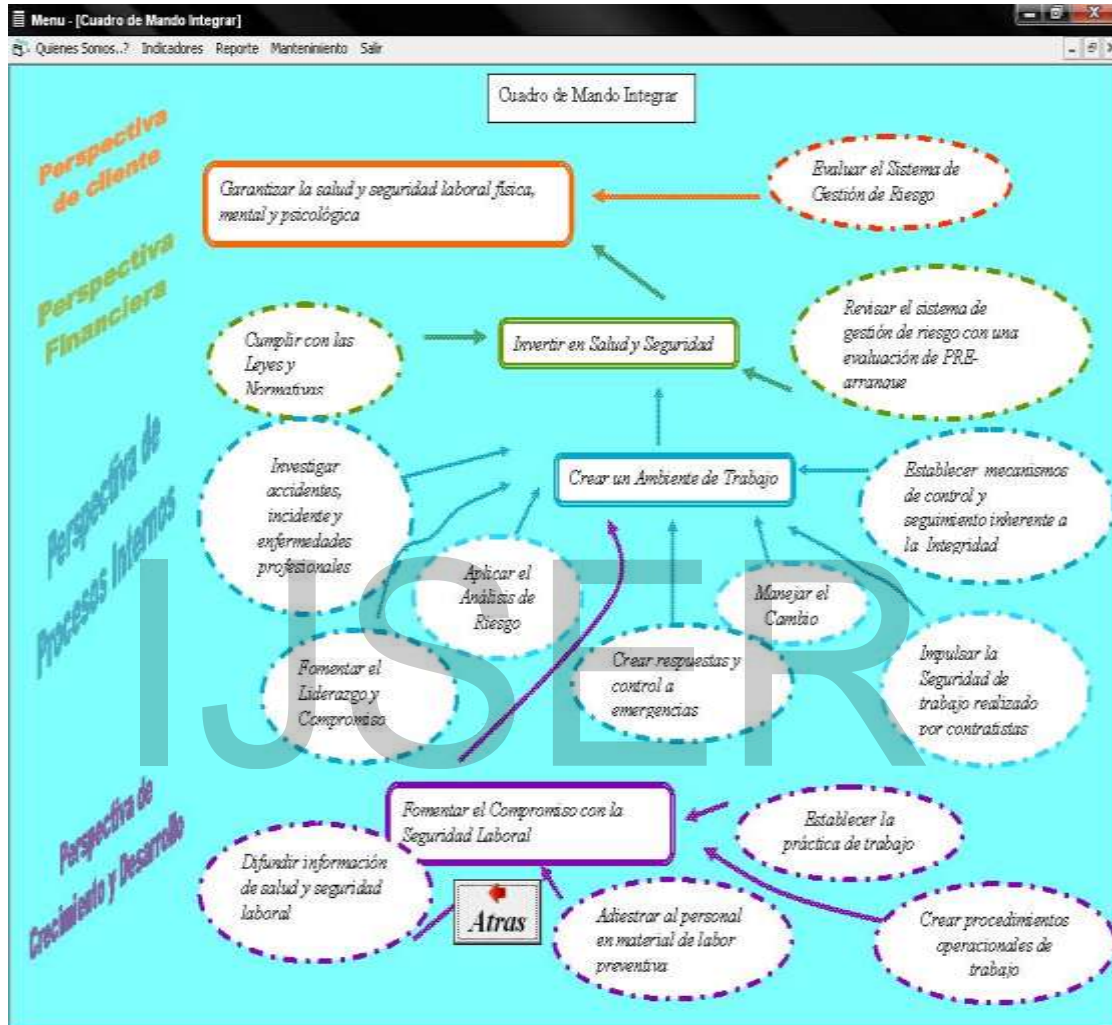 Menu - [Cuadro de Mando Integrar]
Quienes Somos..? Indicadores Reporte Mantenimiento Salir
Cuadro de Mando Integrar
Perspectiva
de cliente
Garantizar la salud y seguridad laboral física,
mental y psicológica
Evaluar el Sistema de
Gestión de Riesgo
Perspectiva
Financiera
Cumplir con las
Leyes y
Normativas
Invertir en Salud y Seguridad
Revisar el sistema de
gestión de riesgo con una
evaluación de PRE-
arranque
Perspectiva de
Procesos Internos
Investigar
accidentes,
incidente y
enfermedades
profesionales
Crear un Ambiente de Trabajo
Establecer mecanismos
de control y
seguimiento inherente a
la Integridad
Aplicar el
Análisis de
Riesgo
Manejar el
Cambio
Fomentar el
Liderazgo y
Compromiso
Crear respuestas y
control a
emergencias
Impulsar la
Seguridad de
trabajo realizado
por contratistas
IJSER
Perspectiva de
Crecimiento y Desarrollo
Fomentar el Compromiso con la
Seguridad Laboral
Establecer la
práctica de trabajo
Difundir información
de salud y seguridad
laboral
Atras
Adiestrar al personal
en material de labor
preventiva
Crear procedimientos
operacionales de
trabajo